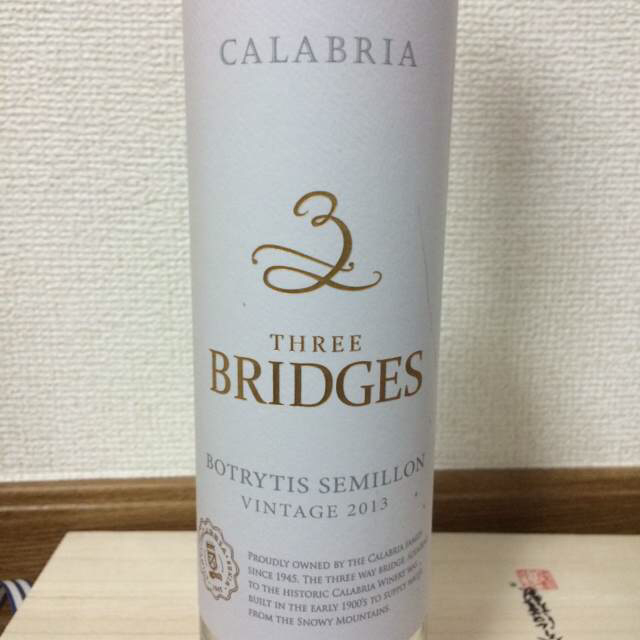 CALABRIA
3
THREE
BRIDGES
BOTRYTIS SEMILLON
VINTAGE 2013
PROUDLY OWNED BY THE CALABRIA FAMILY
SINCE 1945. THE THREE WAY BRIDGE, ADJACENT
TO THE HISTORIC CALABRIA WINERY WAS
BUILT IN THE EARLY 1900'S TO SUPPLY WATER
FROM THE SNOWY MOUNTAINS.